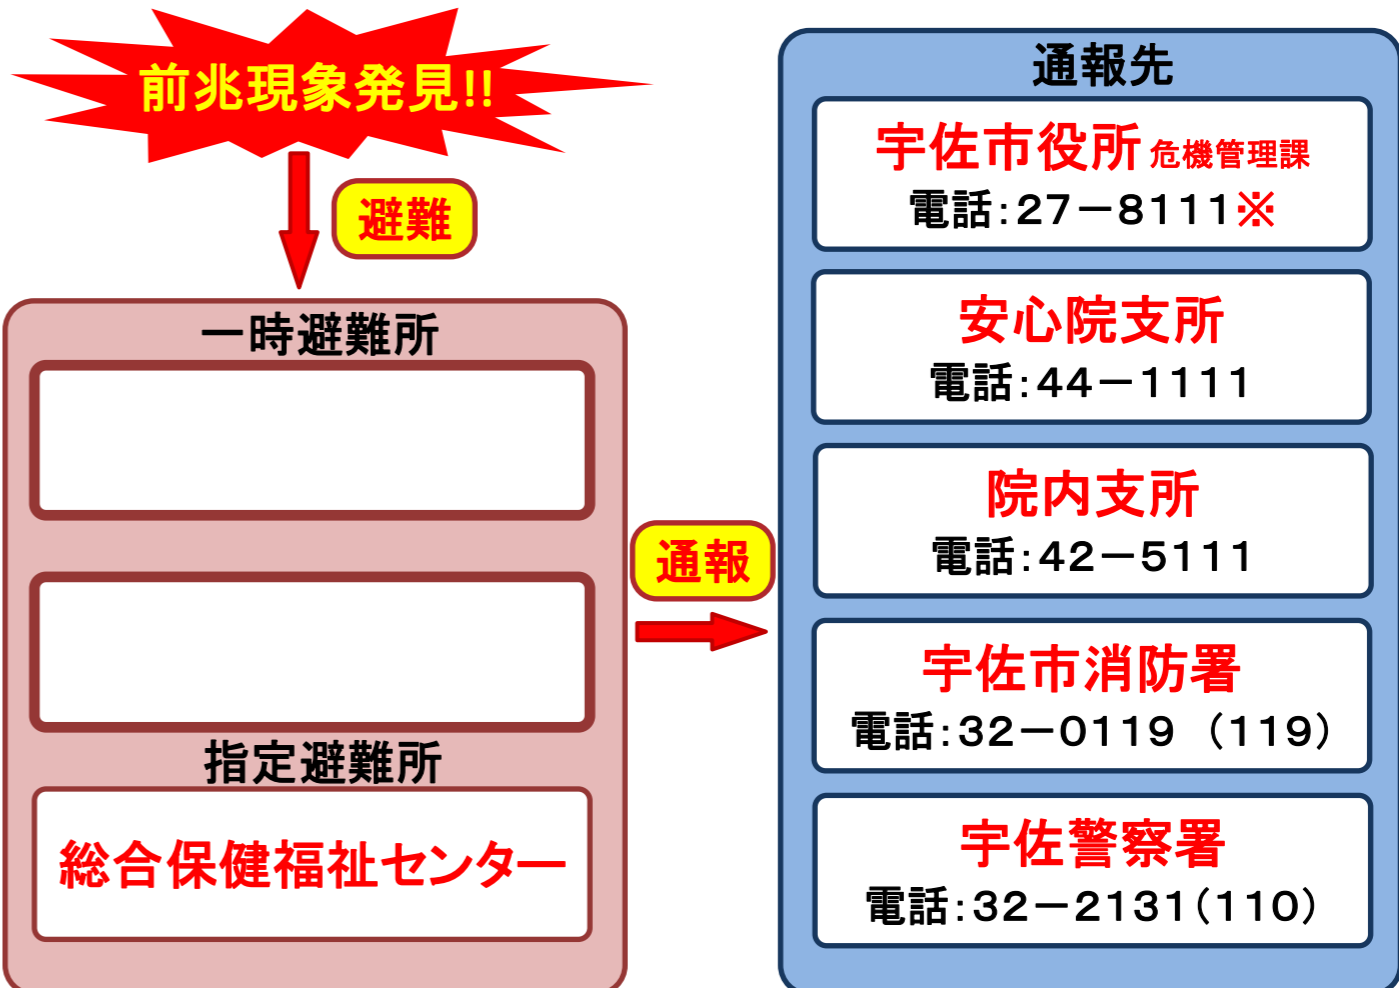 前兆現象発見!!
避難
一時避難所
指定避難所
総合保健福祉センター
通報
通報先
宇佐市役所 危機管理課
電話:27－8111※
安心院支所
電話:44－1111
院内支所
電話:42－5111
宇佐市消防署
電話:32－0119 （119）
宇佐警察署
電話:32－2131(110)